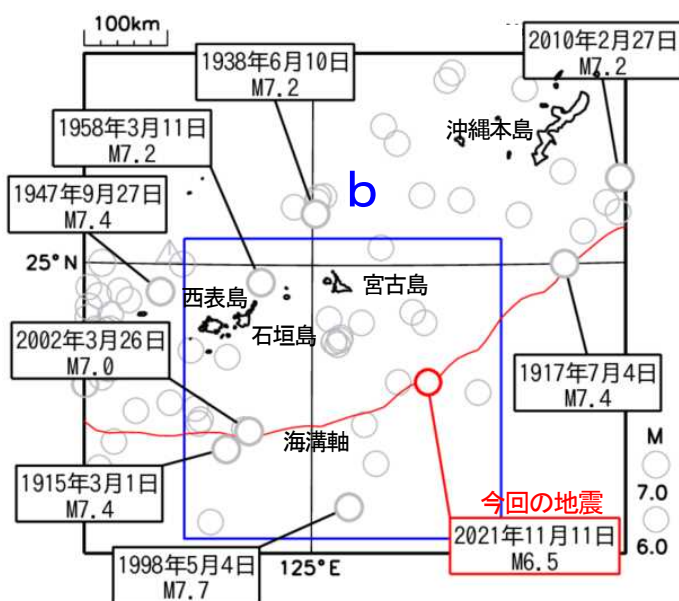 100km
1938年6月10日
M7.2
2010年2月27日
M7.2
1958年3月11日
M7.2
沖縄本島
1947年9月27日
M7.4
b
25°N
宮古島
西表島
石垣島
2002年3月26日
M7.0
1917年7月4日
M7.4
海溝軸
M
7.0
6.0
1915年3月1日
M7.4
今回の地震
2021年11月11日
M6.5
1998年5月4日
M7.7
125°E